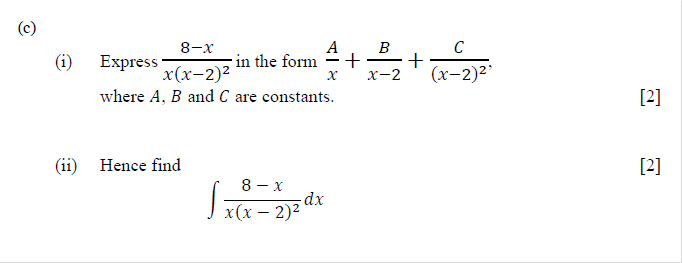 (c)
(i) Express $\frac{8-x}{x(x-2)^2}$ in the form $\frac{A}{x} + \frac{B}{x-2} + \frac{C}{(x-2)^2}$,
where $A$, $B$ and $C$ are constants. [2]
(ii) Hence find [2]
$\int \frac{8-x}{x(x-2)^2} dx$